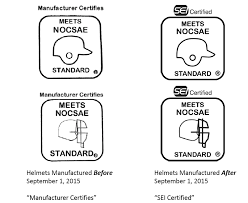 Manufacturer Certifies
MEETS
NOCSAE
STANDARD ®
SEI Certified
MEETS
NOCSAE
STANDARD ®
Manufacturer Certifies
MEETS
NOCSAE
STANDARD ®
SEI Certified
MEETS
NOCSAE
STANDARD ®
Helmets Manufactured Before
September 1, 2015
"Manufacturer Certifies"
Helmets Manufactured After
September 1, 2015
"SEI Certified"